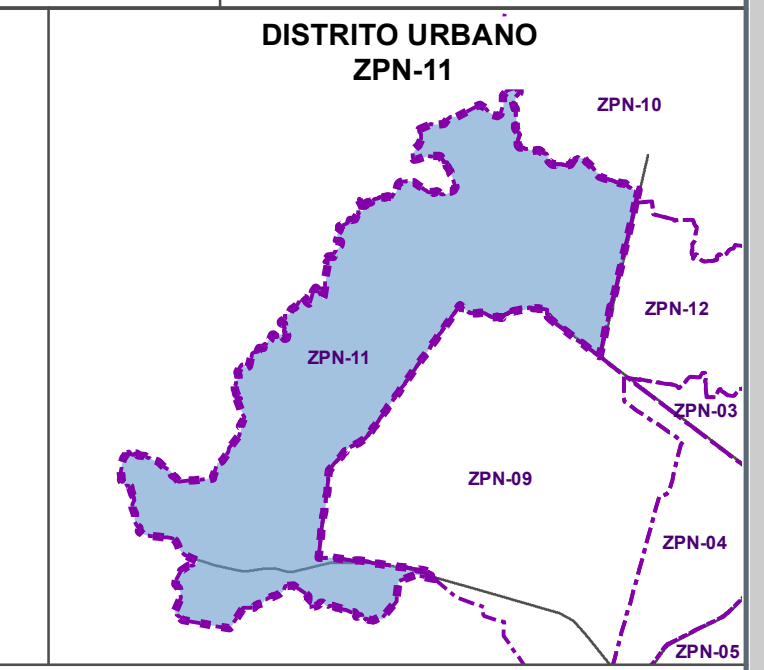 DISTRITO URBANO
ZPN-11
ZPN-10
ZPN-12
ZPN-11
ZPN-03
ZPN-09
ZPN-04
ZPN-05